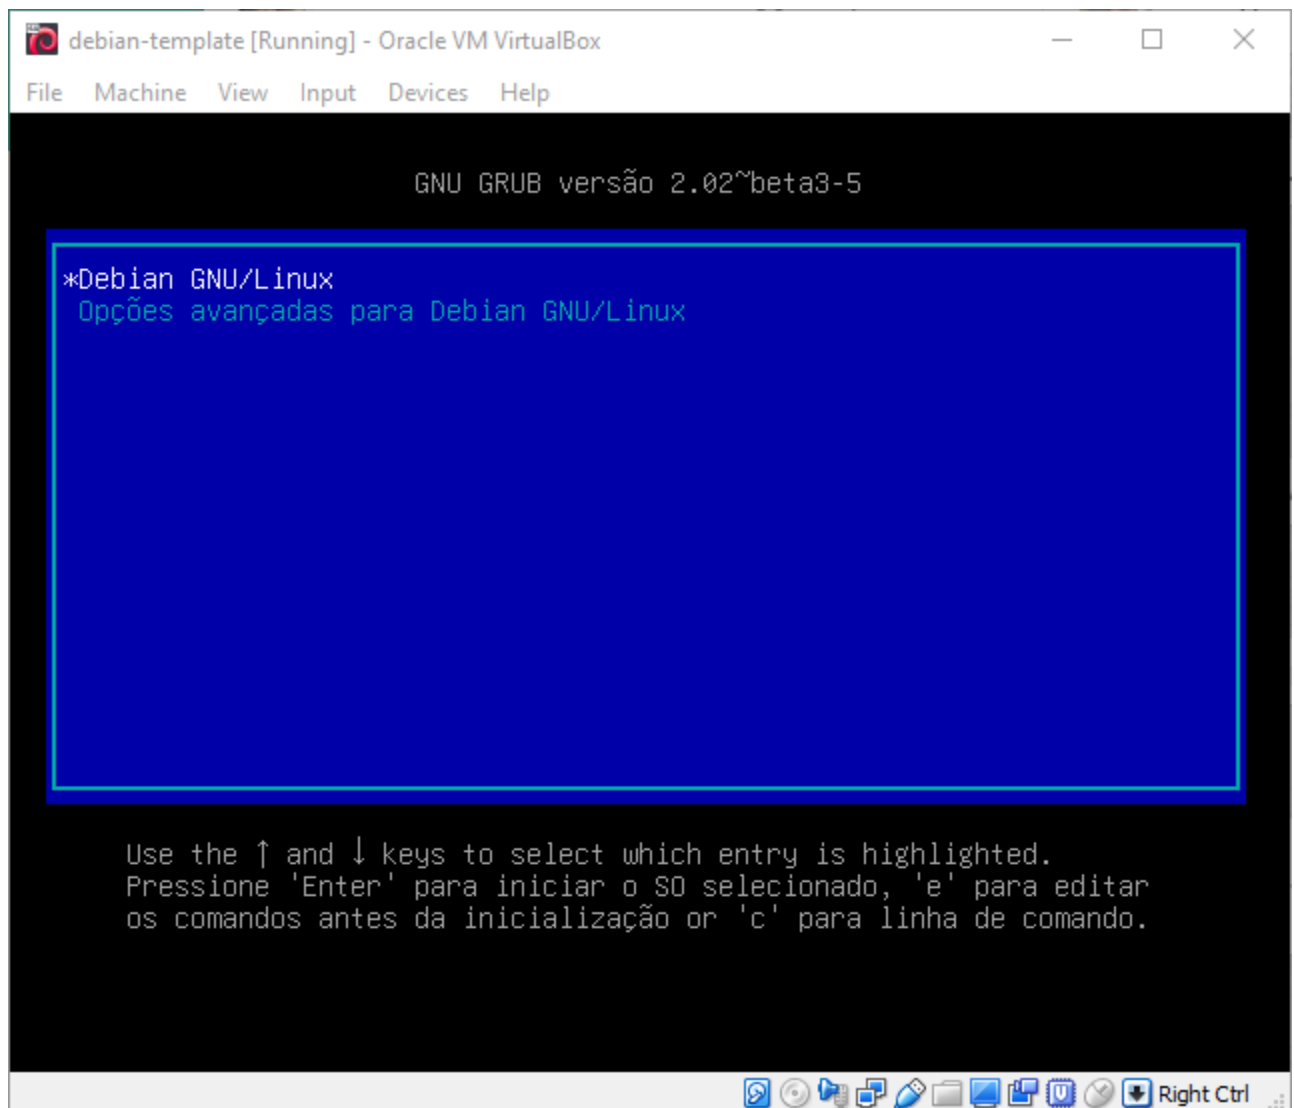 debian-template [Running] - Oracle VM VirtualBox
File Machine View Input Devices Help
GNU GRUB versão 2.02~beta3-5
*Debian GNU/Linux
Opções avançadas para Debian GNU/Linux
Use the ↑ and ↓ keys to select which entry is highlighted.
Pressione 'Enter' para iniciar o SO selecionado, 'e' para editar
os comandos antes da inicialização or 'c' para linha de comando.
Right Ctrl